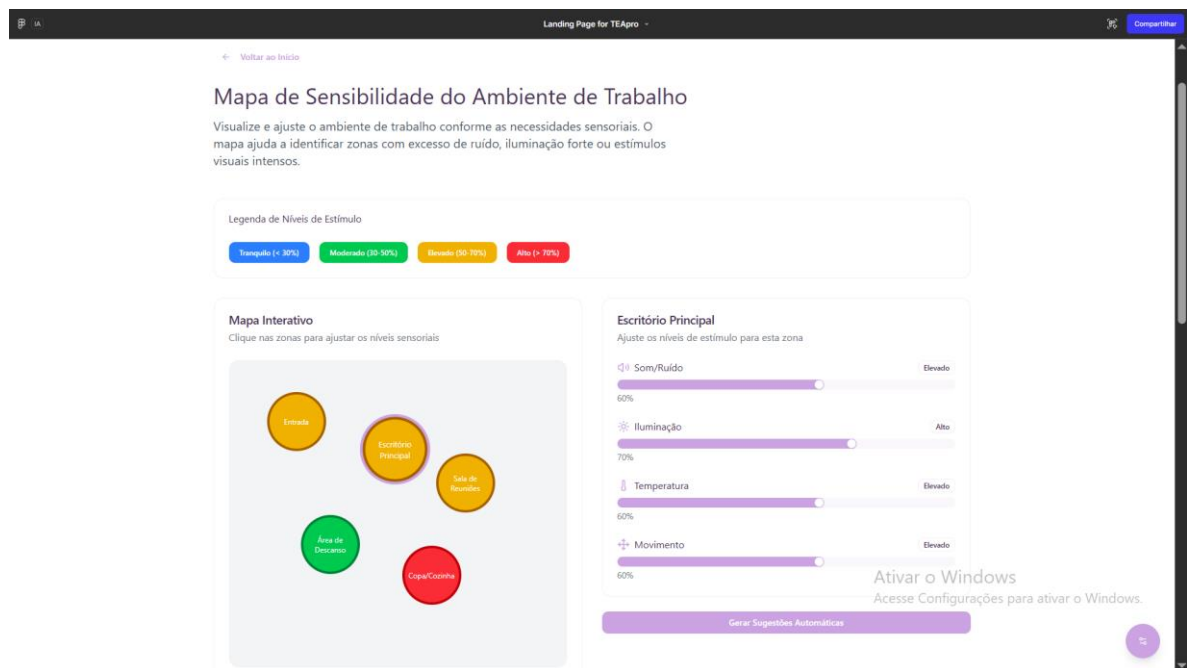 IA
Landing Page for TEApro
Compartilhar
← Voltar ao Início
Mapa de Sensibilidade do Ambiente de Trabalho
Visualize e ajuste o ambiente de trabalho conforme as necessidades sensoriais. O
mapa ajuda a identificar zonas com excesso de ruído, iluminação forte ou estímulos
visuais intensos.
Legenda de Níveis de Estímulo
Tranquilo (< 30%)
Moderado (30-50%)
Elevado (50-70%)
Alto (> 70%)
Mapa Interativo
Clique nas zonas para ajustar os níveis sensoriais
Entrada
Escritório
Principal
Sala de
Reuniões
Área de
Descanso
Copa/Cozinha
Escritório Principal
Ajuste os níveis de estímulo para esta zona
Som/Ruído
Elevado
60%
Iluminação
Alto
70%
Temperatura
Elevado
60%
Movimento
Elevado
60%
Gerar Sugestões Automáticas
Ativar o Windows
Acesse Configurações para ativar o Windows.